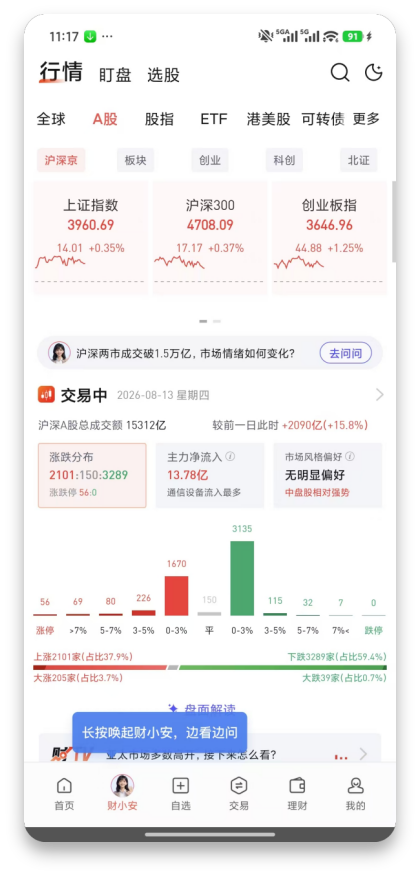 11:17 ··· 5GA 5G 91
行情 盯盘 选股
全球 A股 股指 ETF 港美股 可转债 更多
沪深京 板块 创业 科创 北证
上证指数 沪深300 创业板指
3960.69 4708.09 3646.96
14.01 +0.35% 17.17 +0.37% 44.88 +1.25%
沪深两市成交破1.5万亿，市场情绪如何变化？ 去问问
交易中 2026-08-13 星期四
沪深A股总成交额 15312亿 较前一日此时 +2090亿(+15.8%)
涨跌分布 主力净流入 市场风格偏好
2101:150:3289 13.78亿 无明显偏好
涨跌停 56:0 通信设备流入最多 中盘股相对强势
3135
1670
56 69 80 226 150 115 32 7 0
涨停 >7% 5-7% 3-5% 0-3% 平 0-3% 3-5% 5-7% 7%< 跌停
上涨2101家(占比37.9%) 下跌3289家(占比59.4%)
大涨205家(占比3.7%) 大跌39家(占比0.7%)
盘面解读
长按唤起财小安，边看边问
财 TV 亚太市场多数高开，接下来怎么看？
首页 财小安 自选 交易 理财 我的